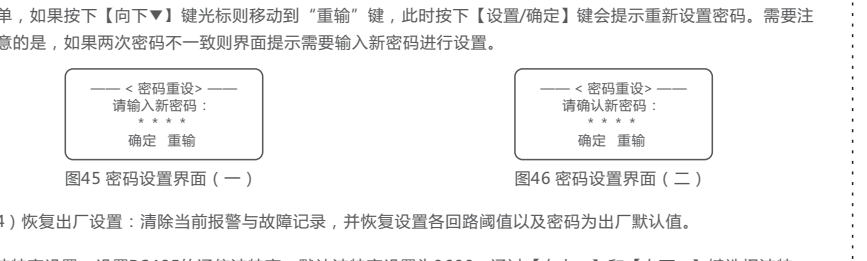 单，如果按下【向下▼】键光标则移动到“重输”键，此时按下【设置/确定】键会提示重新设置密码。需要注
意的是，如果两次密码不一致则界面提示需要输入新密码进行设置。
—— < 密码重设> ——
请输入新密码：
* * * *
确定 重输
—— < 密码重设> ——
请确认新密码：
* * * *
确定 重输
图45 密码设置界面（一）
图46 密码设置界面（二）
4）恢复出厂设置：清除当前报警与故障记录，并恢复设置各回路阈值以及密码为出厂默认值。